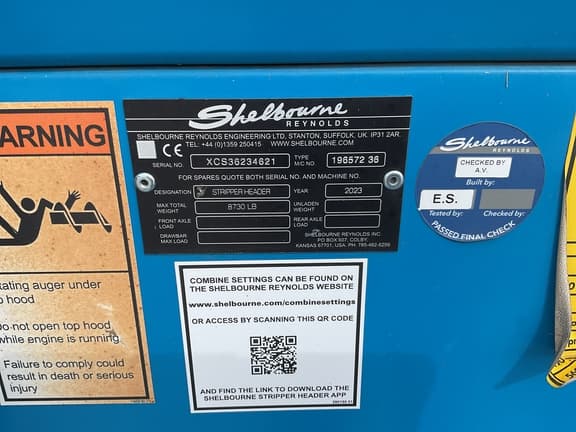 Shelbourne
REYNOLDS
SHELBOURNE REYNOLDS ENGINEERING LTD, STANTON, SUFFOLK. UK. IP31 2AR.
TEL: +44 (0)1359 250415 WWW.SHELBOURNE.COM
CE
SERIAL NO. XCS36234621 TYPE M/C NO. 196572 36
FOR SPARES QUOTE BOTH SERIAL NO. AND MACHINE NO.
DESIGNATION STRIPPER HEADER YEAR 2023
MAX TOTAL WEIGHT 8730 LB UNLADEN WEIGHT
FRONT AXLE LOAD REAR AXLE LOAD
DRAWBAR MAX LOAD
SHELBOURNE REYNOLDS INC.
PO BOX 607, COLBY,
KANSAS 67701, USA. PH: 785-462-6299
Shelbourne
REYNOLDS
CHECKED BY
A.V.
Built by:
E.S.
Tested by: Checked by:
PASSED FINAL CHECK
ARNING
tating auger under
hood
Do not open top hood
while engine is running
Failure to comply could
result in death or serious
injury
COMBINE SETTINGS CAN BE FOUND ON
THE SHELBOURNE REYNOLDS WEBSITE
www.shelbourne.com/combinesettings
OR ACCESS BY SCANNING THIS QR CODE
AND FIND THE LINK TO DOWNLOAD THE
SHELBOURNE STRIPPER HEADER APP